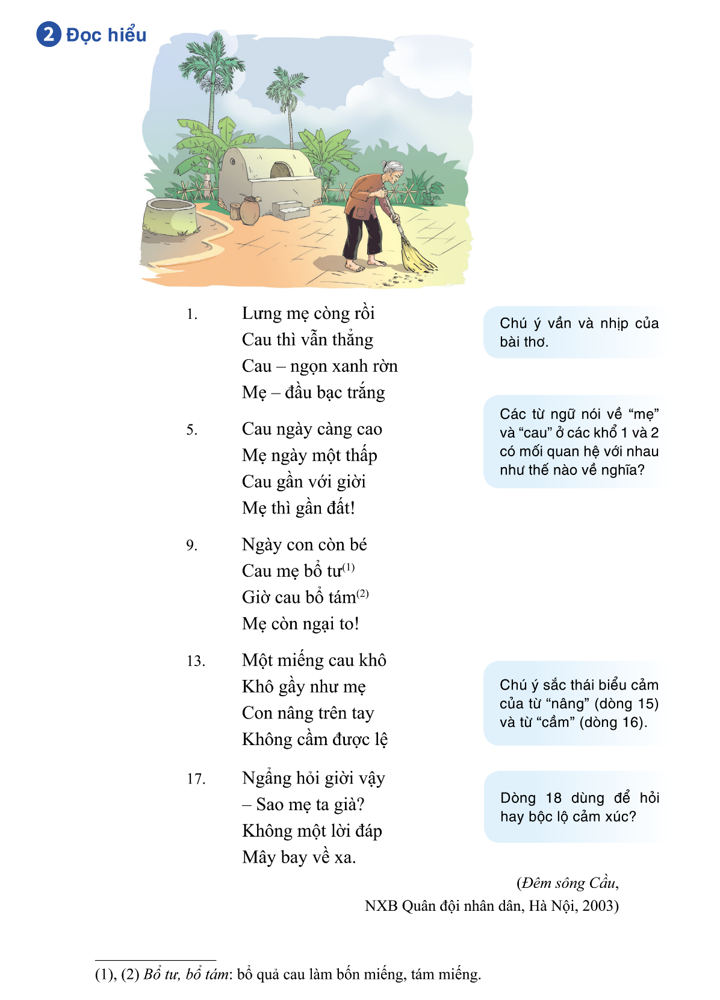 2 Đọc hiểu
1. Lưng mẹ còng rồi
Cau thì vẫn thẳng
Cau – ngọn xanh rờn
Mẹ – đầu bạc trắng
Chú ý vần và nhịp của
bài thơ.
5. Cau ngày càng cao
Mẹ ngày một thấp
Cau gần với giời
Mẹ thì gần đất!
Các từ ngữ nói về “mẹ”
và “cau” ở các khổ 1 và 2
có mối quan hệ với nhau
như thế nào về nghĩa?
9. Ngày con còn bé
Cau mẹ bổ tư(1)
Giờ cau bổ tám(2)
Mẹ còn ngại to!
13. Một miếng cau khô
Khô gầy như mẹ
Con nâng trên tay
Không cầm được lệ
Chú ý sắc thái biểu cảm
của từ “nâng” (dòng 15)
và từ “cầm” (dòng 16).
17. Ngẩng hỏi giời vậy
– Sao mẹ ta già?
Không một lời đáp
Mây bay về xa.
Dòng 18 dùng để hỏi
hay bộc lộ cảm xúc?
(Đêm sông Cầu,
NXB Quân đội nhân dân, Hà Nội, 2003)
(1), (2) Bổ tư, bổ tám: bổ quả cau làm bốn miếng, tám miếng.